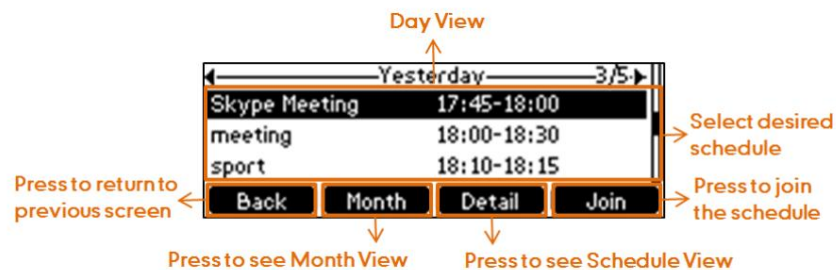 Day View
Yesterday 3/5
Skype Meeting 17:45-18:00
meeting 18:00-18:30
sport 18:10-18:15
Select desired
schedule
Press to return to
previous screen
Back Month Detail Join
Press to join
the schedule
Press to see Month View Press to see Schedule View